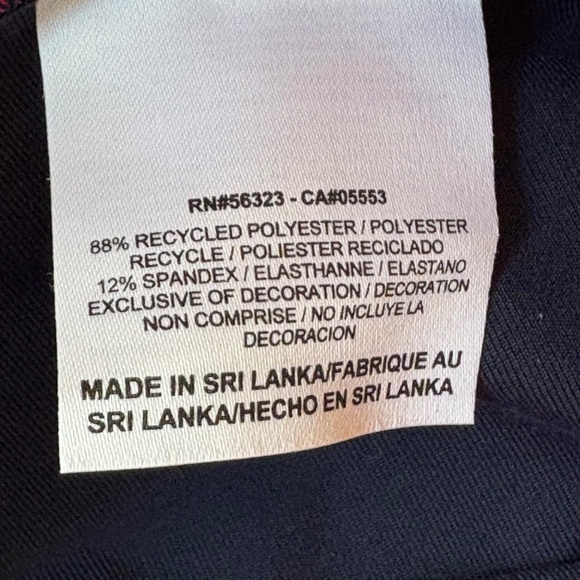 RN#56323 - CA#05553
88% RECYCLED POLYESTER / POLYESTER
RECYCLE / POLIESTER RECICLADO
12% SPANDEX / ELASTHANNE / ELASTANO
EXCLUSIVE OF DECORATION / DECORATION
NON COMPRISE / NO INCLUYE LA
DECORACION
MADE IN SRI LANKA/FABRIQUE AU
SRI LANKA/HECHO EN SRI LANKA